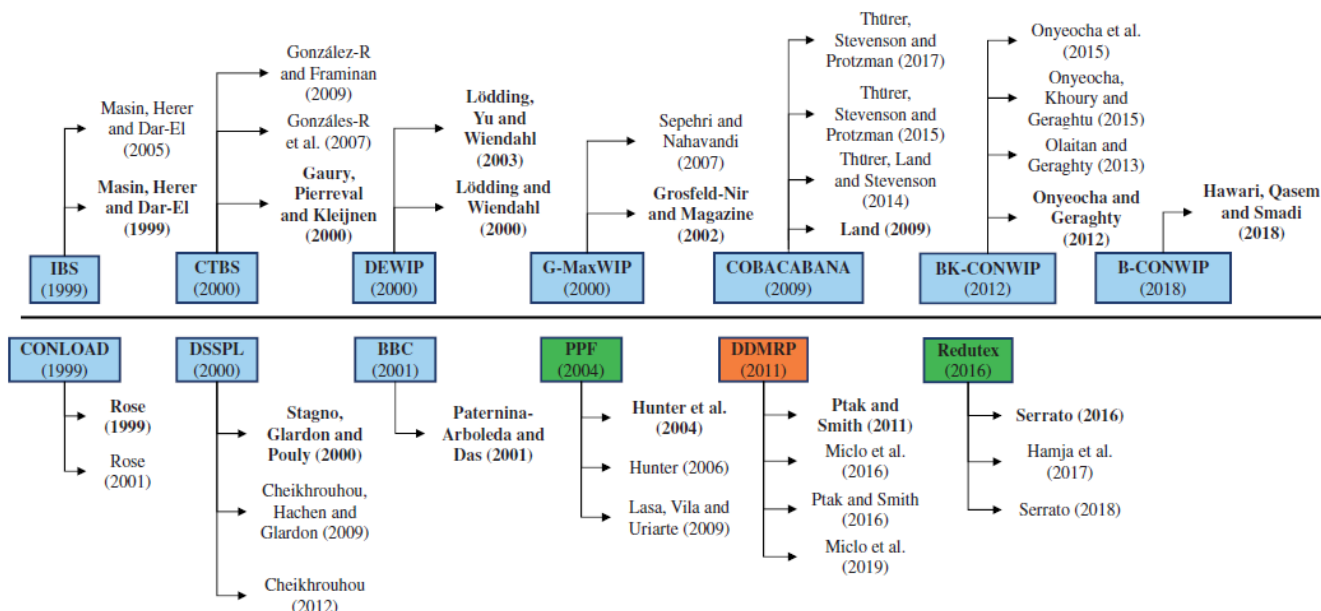 Masin, Herer
and Dar-El
(2005)
Masin, Herer
and Dar-El
(1999)
IBS
(1999)
González-R
and Framinan
(2009)
Gonzáles-R
et al. (2007)
Gaury,
Pierreval
and Kleijnen
(2000)
CTBS
(2000)
Lödding,
Yu and
Wiendahl
(2003)
Lödding and
Wiendahl
(2000)
DEWIP
(2000)
Sepehri and
Nahavandi
(2007)
Grosfeld-Nir
and Magazine
(2002)
G-MaxWIP
(2000)
Thürer,
Stevenson and
Protzman (2017)
Thürer,
Stevenson and
Protzman (2015)
Thürer, Land
and Stevenson
(2014)
Land (2009)
COBACABANA
(2009)
Onyeocha et al.
(2015)
Onyeocha,
Khoury and
Geraghtu (2015)
Olaitan and
Geraghty (2013)
Onyeocha and
Geraghty
(2012)
BK-CONWIP
(2012)
Hawari, Qasem
and Smadi
(2018)
B-CONWIP
(2018)
CONLOAD
(1999)
Rose
(1999)
Rose
(2001)
DSSPL
(2000)
Stagno,
Glardon and
Pouly (2000)
Cheikhrouhou,
Hachen and
Glardon (2009)
Cheikhrouhou
(2012)
BBC
(2001)
Paternina-
Arboleda and
Das (2001)
PPF
(2004)
Hunter et al.
(2004)
Hunter (2006)
Lasa, Vila and
Uriarte (2009)
DDMRP
(2011)
Ptak and
Smith (2011)
Miclo et al.
(2016)
Ptak and Smith
(2016)
Miclo et al.
(2019)
Redutex
(2016)
Serrato (2016)
Hamja et al.
(2017)
Serrato (2018)